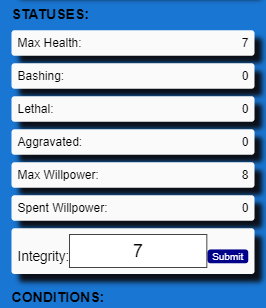 STATUSES:
Max Health: 7
Bashing: 0
Lethal: 0
Aggravated: 0
Max Willpower: 8
Spent Willpower: 0
Integrity: 7 Submit
CONDITIONS: